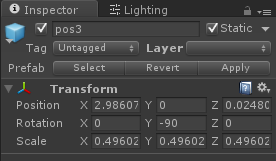 Inspector Lighting
pos3 Static
Tag Untagged Layer
Prefab Select Revert Apply
Transform
Position X 2.98607 Y 0 Z 0.02480
Rotation X 0 Y -90 Z 0
Scale X 0.49602 Y 0.49602 Z 0.49602